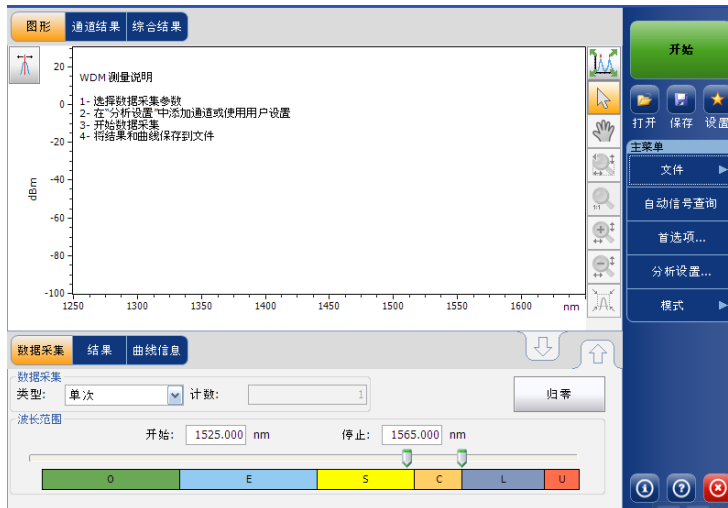 图形 通道结果 综合结果
WDM 测量说明
1- 选择数据采集参数
2- 在"分析设置"中添加通道或使用用户设置
3- 开始数据采集
4- 将结果和曲线保存到文件
20
0
-20
-40
-60
-80
-100
dBm
1250 1300 1350 1400 1450 1500 1550 1600 nm
1:1
开始
打开 保存 设置
主菜单
文件
自动信号查询
首选项...
分析设置...
模式
数据采集 结果 曲线信息
数据采集
类型: 单次 计数: 1 归零
波长范围
开始: 1525.000 nm 停止: 1565.000 nm
O E S C L U